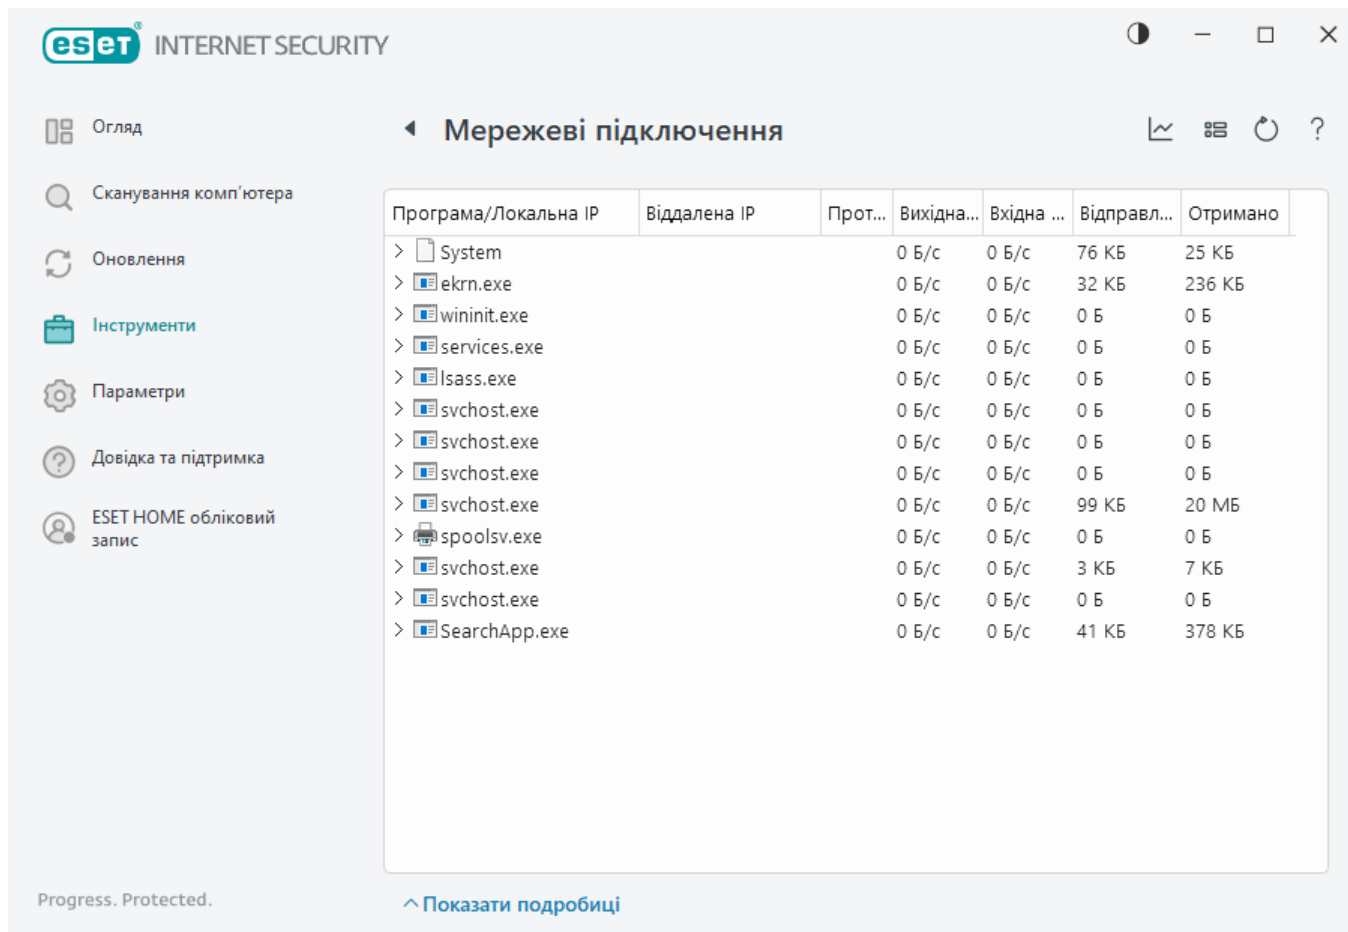 eset® INTERNET SECURITY
Огляд
Сканування комп'ютера
Оновлення
Інструменти
Параметри
Довідка та підтримка
ESET HOME обліковий
запис
Progress. Protected.
Мережеві підключення
?
Програма/Локальна IP Віддалена IP Прот... Вихідна... Вхідна ... Відправл... Отримано
System 0 Б/с 0 Б/с 76 КБ 25 КБ
ekrn.exe 0 Б/с 0 Б/с 32 КБ 236 КБ
wininit.exe 0 Б/с 0 Б/с 0 Б 0 Б
services.exe 0 Б/с 0 Б/с 0 Б 0 Б
lsass.exe 0 Б/с 0 Б/с 0 Б 0 Б
svchost.exe 0 Б/с 0 Б/с 0 Б 0 Б
svchost.exe 0 Б/с 0 Б/с 0 Б 0 Б
svchost.exe 0 Б/с 0 Б/с 0 Б 0 Б
svchost.exe 0 Б/с 0 Б/с 99 КБ 20 МБ
spoolsv.exe 0 Б/с 0 Б/с 0 Б 0 Б
svchost.exe 0 Б/с 0 Б/с 3 КБ 7 КБ
svchost.exe 0 Б/с 0 Б/с 0 Б 0 Б
SearchApp.exe 0 Б/с 0 Б/с 41 КБ 378 КБ
Показати подробиці